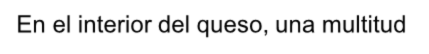 En el interior del queso, una multitud